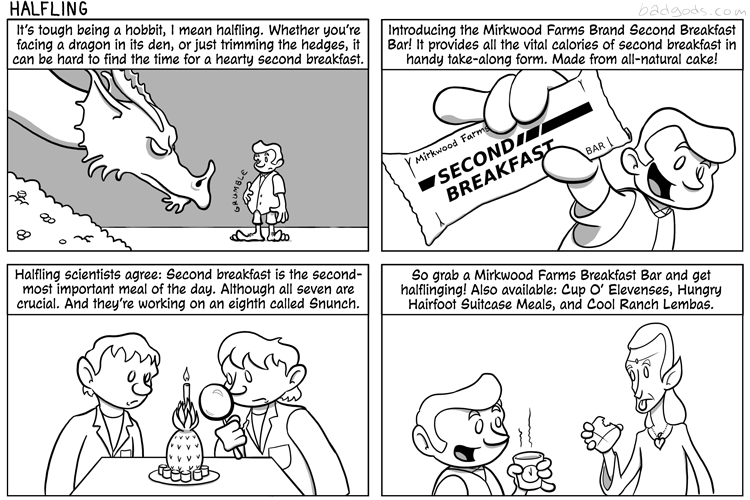 HALFLING
badgods.com
It's tough being a hobbit, I mean halfling. Whether you're
facing a dragon in its den, or just trimming the hedges, it
can be hard to find the time for a hearty second breakfast.
GRUMBLE
Introducing the Mirkwood Farms Brand Second Breakfast
Bar! It provides all the vital calories of second breakfast in
handy take-along form. Made from all-natural cake!
Mirkwood Farms
SECOND
BREAKFAST
BAR
Halfling scientists agree: Second breakfast is the second-
most important meal of the day. Although all seven are
crucial. And they're working on an eighth called Snunch.
So grab a Mirkwood Farms Breakfast Bar and get
halflinging! Also available: Cup O' Elevenses, Hungry
Hairfoot Suitcase Meals, and Cool Ranch Lembas.